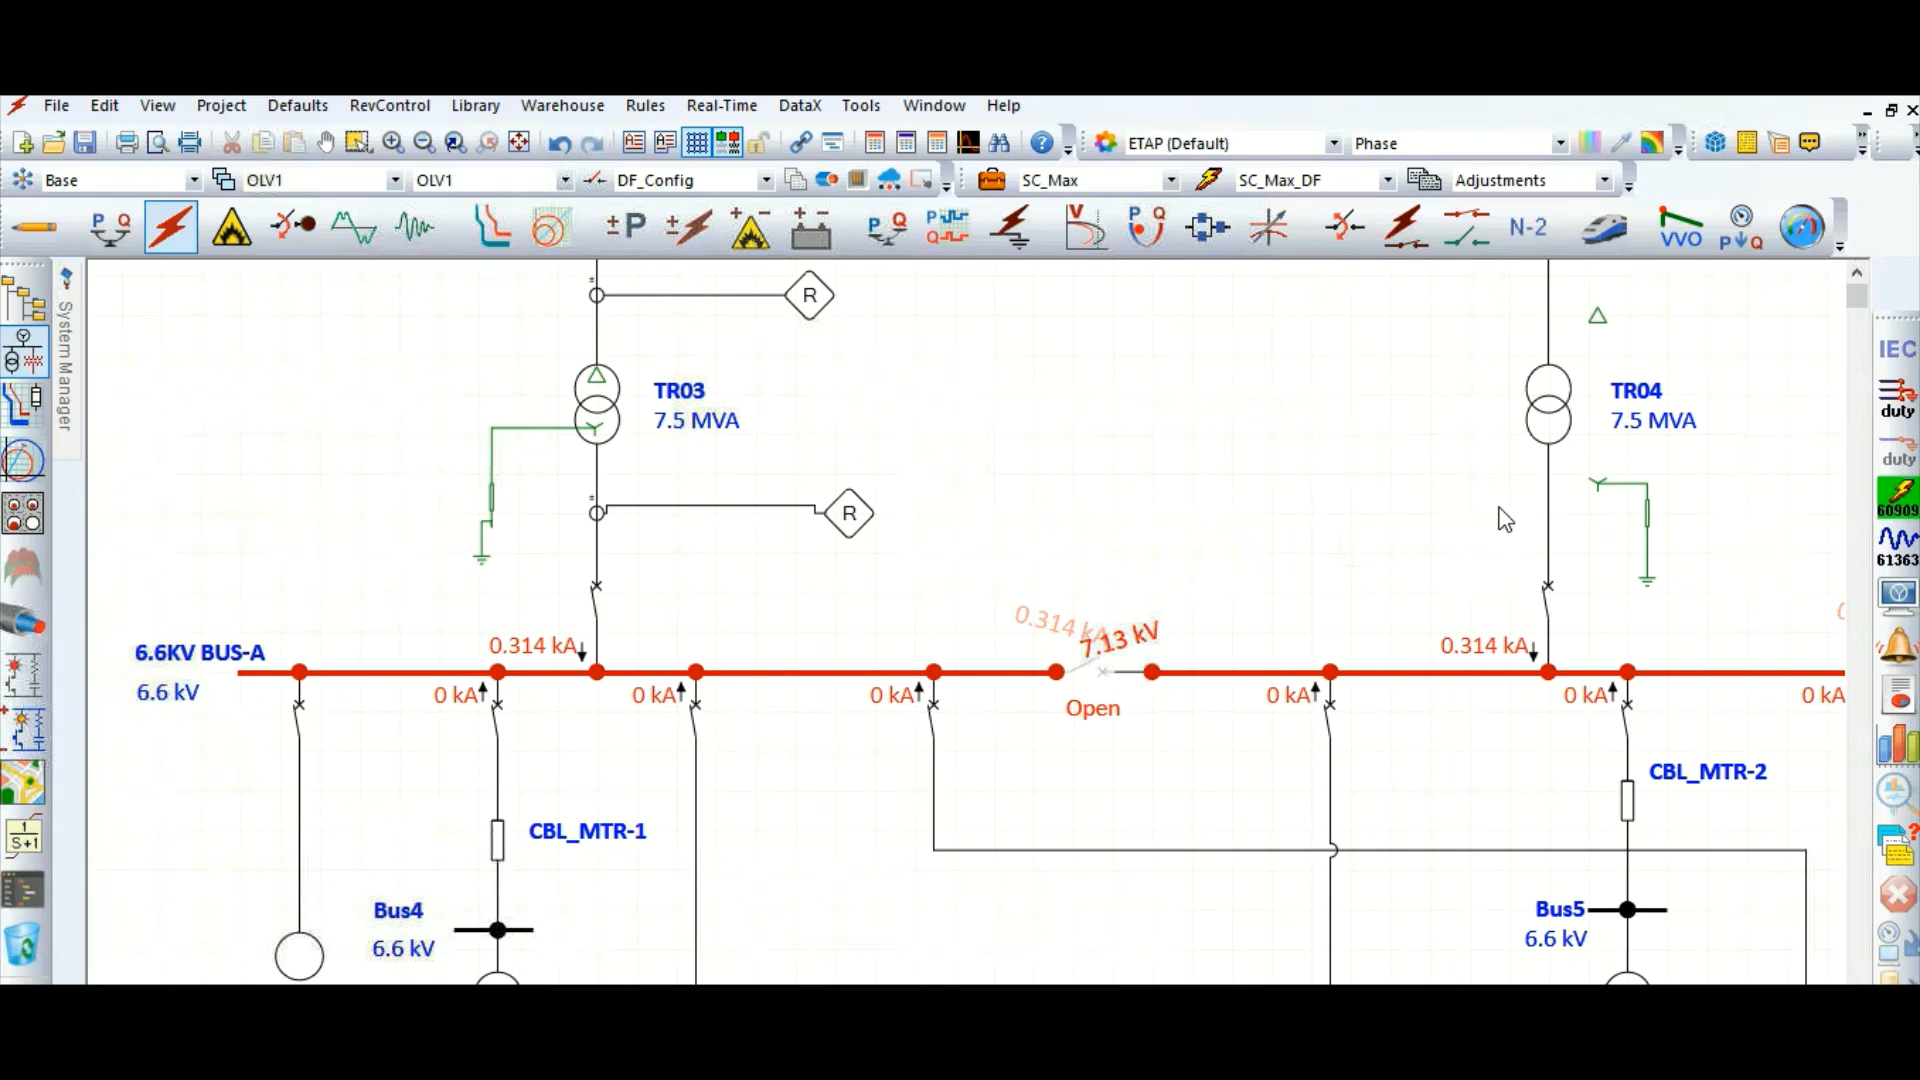 File Edit View Project Defaults RevControl Library Warehouse Rules Real-Time DataX Tools Window Help
ETAP (Default) Phase
Base OLV1 OLV1 DF_Config SC_Max SC_Max_DF Adjustments
P Q ±P ± V P Q N-2 VVO P Q
System Manager
R
TR03
7.5 MVA
TR04
7.5 MVA
R
IEC
duty
duty
60909
61363
6.6KV BUS-A
6.6 kV
0.314 kA
0.314 kA
7.13 kV
0.314 kA
0 kA
0 kA
0 kA
Open
0 kA
0 kA
0 kA
CBL_MTR-1
CBL_MTR-2
Bus4
6.6 kV
Bus5
6.6 kV
1
S+1